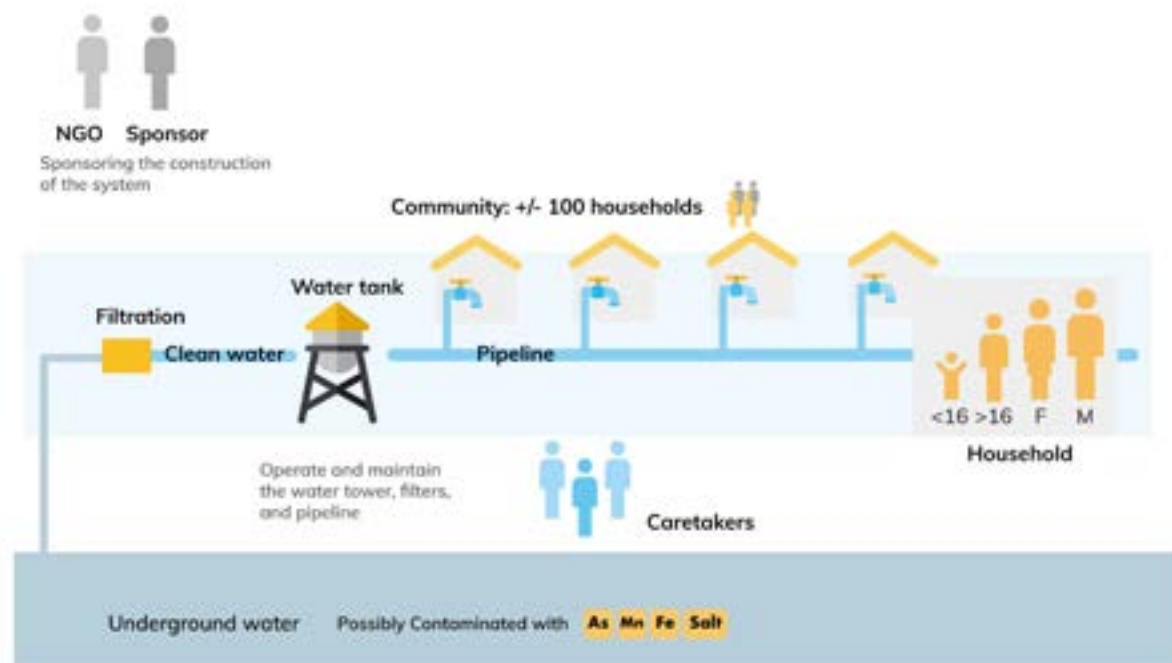 NGO Sponsor
Sponsoring the construction
of the system
Community: +/- 100 households
Water tank
Filtration
Clean water
Pipeline
<16 >16 F M
Household
Operate and maintain
the water tower, filters,
and pipeline
Caretakers
Underground water Possibly Contaminated with As Mn Fe Salt